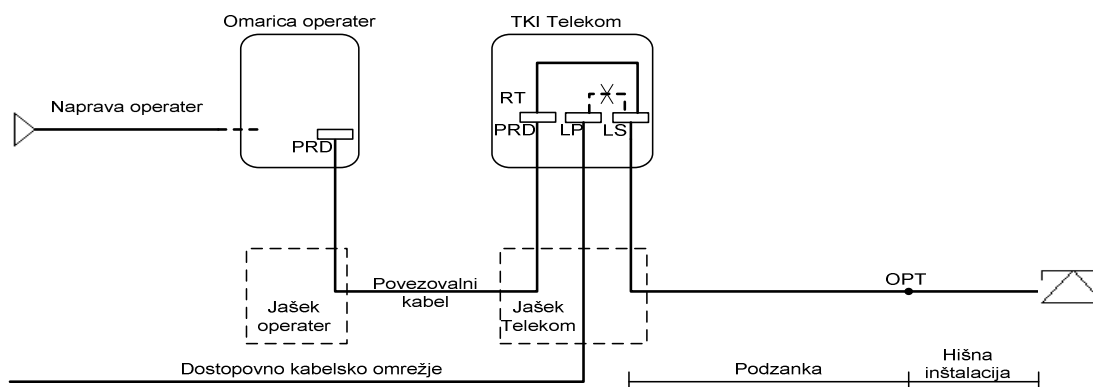 Omarica operater
TKI Telekom
Naprava operater
PRD
RT
PRD
LP
LS
Povezovalni
kabel
Jašek
operater
Jašek
Telekom
OPT
Dostopovno kabelsko omrežje
Podzanka
Hišna
inštalacija